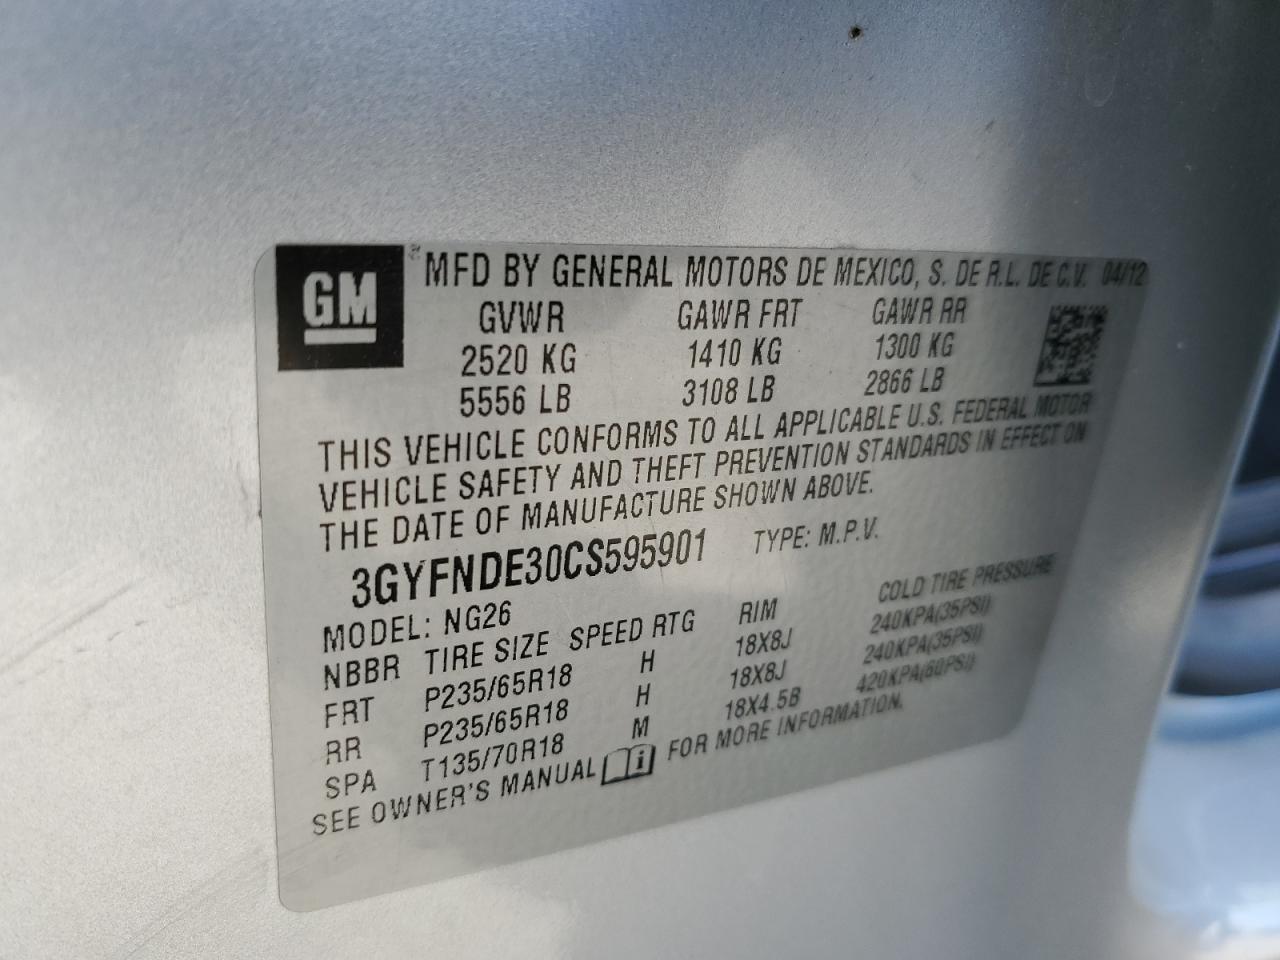 GM MFD BY GENERAL MOTORS DE MEXICO, S. DE R.L. DE C.V. 04/12
GVWR GAWR FRT GAWR RR
2520 KG 1410 KG 1300 KG
5556 LB 3108 LB 2866 LB
THIS VEHICLE CONFORMS TO ALL APPLICABLE U.S. FEDERAL MOTOR
VEHICLE SAFETY AND THEFT PREVENTION STANDARDS IN EFFECT ON
THE DATE OF MANUFACTURE SHOWN ABOVE.
3GYFNDE30CS595901 TYPE: M.P.V.
MODEL: NG26
NBBR TIRE SIZE SPEED RTG RIM COLD TIRE PRESSURE
FRT P235/65R18 H 18X8J 240KPA(35PSI)
RR P235/65R18 H 18X8J 240KPA(35PSI)
SPA T135/70R18 M 18X4.5B 420KPA(60PSI)
SEE OWNER'S MANUAL FOR MORE INFORMATION.